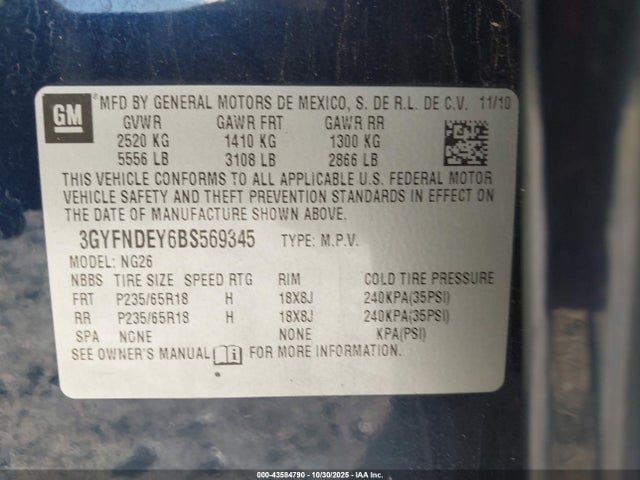 GM ® MFD BY GENERAL MOTORS DE MEXICO, S. DE R.L. DE C.V. 11/10
GVWR GAWR FRT GAWR RR
2520 KG 1410 KG 1300 KG
5556 LB 3108 LB 2866 LB
THIS VEHICLE CONFORMS TO ALL APPLICABLE U.S. FEDERAL MOTOR
VEHICLE SAFETY AND THEFT PREVENTION STANDARDS IN EFFECT ON
THE DATE OF MANUFACTURE SHOWN ABOVE.
3GYFNDEY6BS569345 TYPE: M.P.V.
MODEL: NG26
NBBS TIRE SIZE SPEED RTG RIM COLD TIRE PRESSURE
FRT P235/65R18 H 18X8J 240KPA(35PSI)
RR P235/65R18 H 18X8J 240KPA(35PSI)
SPA NONE NONE KPA(PSI)
SEE OWNER'S MANUAL FOR MORE INFORMATION.
000-43584790 | 10/30/2025 | IAA Inc.